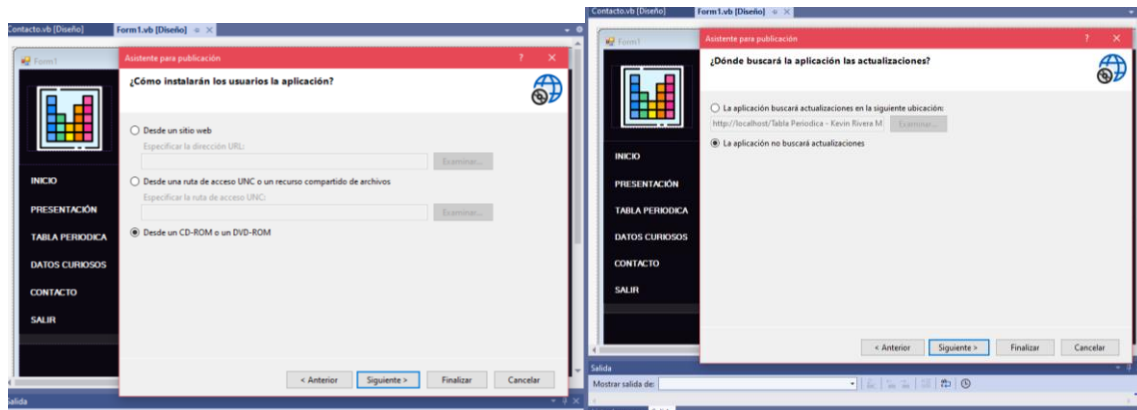 Contacto.vb [Diseño]
Form1.vb [Diseño]
Form1
Asistente para publicación
?
¿Cómo instalarán los usuarios la aplicación?
Desde un sitio web
Especificar la dirección URL:
Examinar...
Desde una ruta de acceso UNC o un recurso compartido de archivos
Especificar la ruta de acceso UNC:
Examinar...
Desde un CD-ROM o un DVD-ROM
INICIO
PRESENTACIÓN
TABLA PERIODICA
DATOS CURIOSOS
CONTACTO
SALIR
< Anterior
Siguiente >
Finalizar
Cancelar
Salida
Contacto.vb [Diseño]
Form1.vb [Diseño]
Form1
Asistente para publicación
?
¿Dónde buscará la aplicación las actualizaciones?
La aplicación buscará actualizaciones en la siguiente ubicación:
http://localhost/Tabla Periodica - Kevin Rivera M
Examinar...
La aplicación no buscará actualizaciones
INICIO
PRESENTACIÓN
TABLA PERIODICA
DATOS CURIOSOS
CONTACTO
SALIR
< Anterior
Siguiente >
Finalizar
Cancelar
Salida
Mostrar salida de: